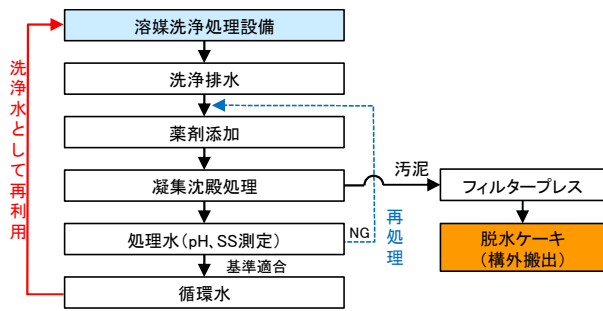 溶媒洗浄処理設備
洗浄排水
薬剤添加
凝集沈殿処理
汚泥
フィルタープレス
処理水(pH、SS測定)
NG
再処理
脱水ケーキ
(構外搬出)
基準適合
循環水
洗浄水として再利用